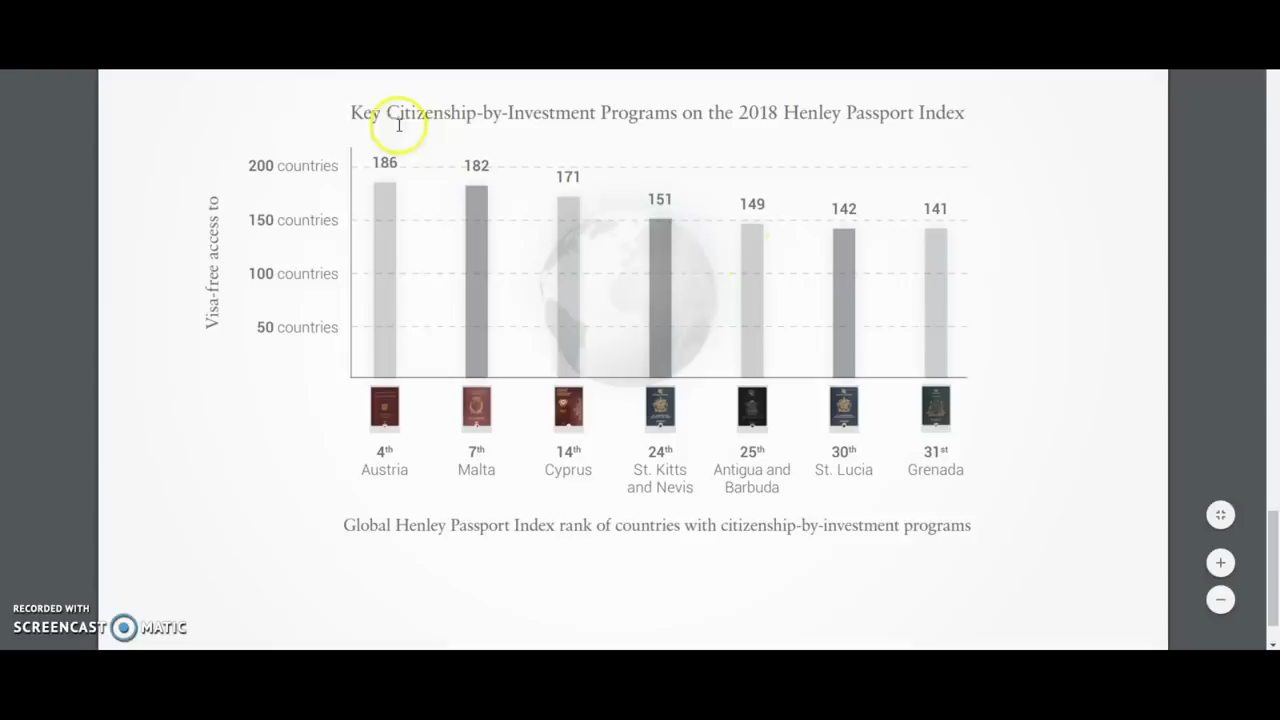 Key Citizenship-by-Investment Programs on the 2018 Henley Passport Index
Visa-free access to
200 countries
150 countries
100 countries
50 countries
186
182
171
151
149
142
141
4th
Austria
7th
Malta
14th
Cyprus
24th
St. Kitts
and Nevis
25th
Antigua and
Barbuda
30th
St. Lucia
31st
Grenada
Global Henley Passport Index rank of countries with citizenship-by-investment programs
RECORDED WITH
SCREENCAST MATIC